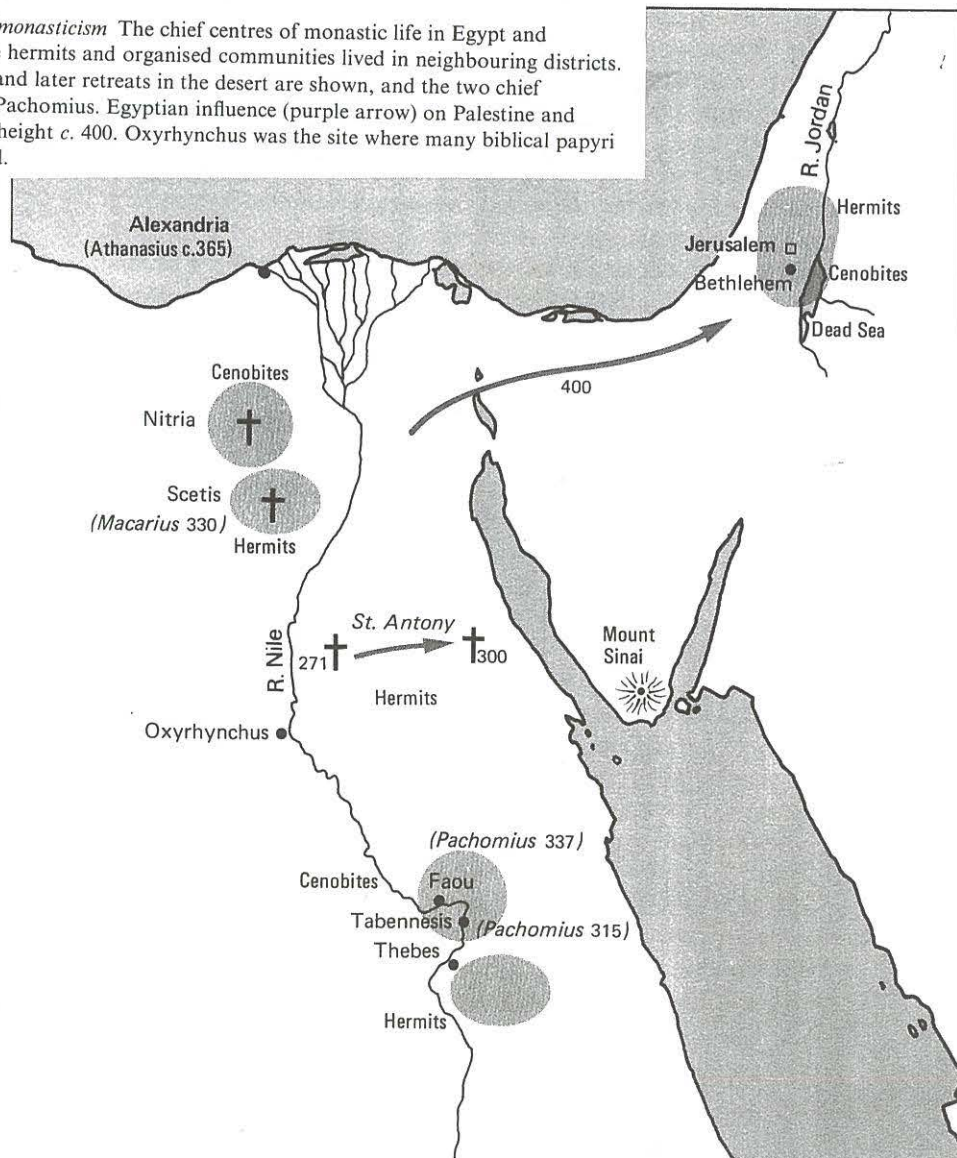 monasticism The chief centres of monastic life in Egypt and
hermits and organised communities lived in neighbouring districts.
and later retreats in the desert are shown, and the two chief
Pachomius. Egyptian influence (purple arrow) on Palestine and
height c. 400. Oxyrhynchus was the site where many biblical papyri
R. Jordan
Alexandria
(Athanasius c.365)
Hermits
Jerusalem
Bethlehem
Cenobites
Dead Sea
400
Cenobites
Nitria
Scetis
(Macarius 330)
Hermits
R. Nile
St. Antony
271
300
Hermits
Mount
Sinai
Oxyrhynchus
(Pachomius 337)
Cenobites
Faou
Tabennesis
(Pachomius 315)
Thebes
Hermits